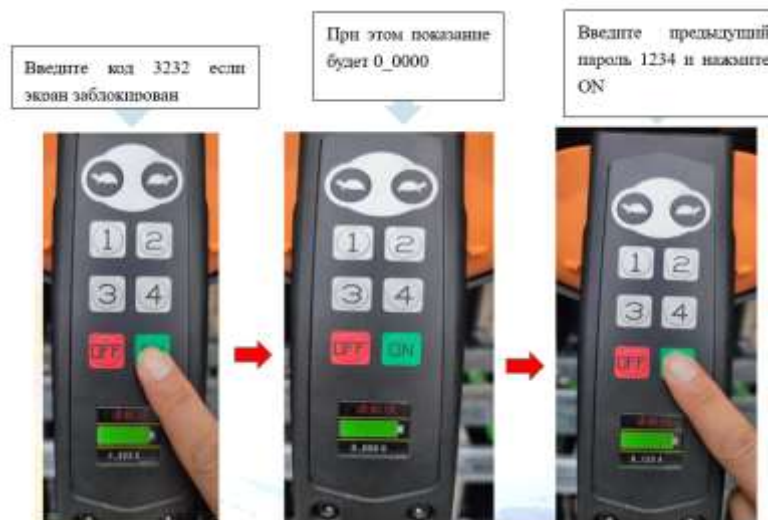 Введите код 3232 если
экран заблокирован
При этом показание
будет 0_0000
Введите предыдущий
пароль 1234 и нажмите
ON
1 2
3 4
OFF
1 2
3 4
OFF ON
1 2
3 4
OFF